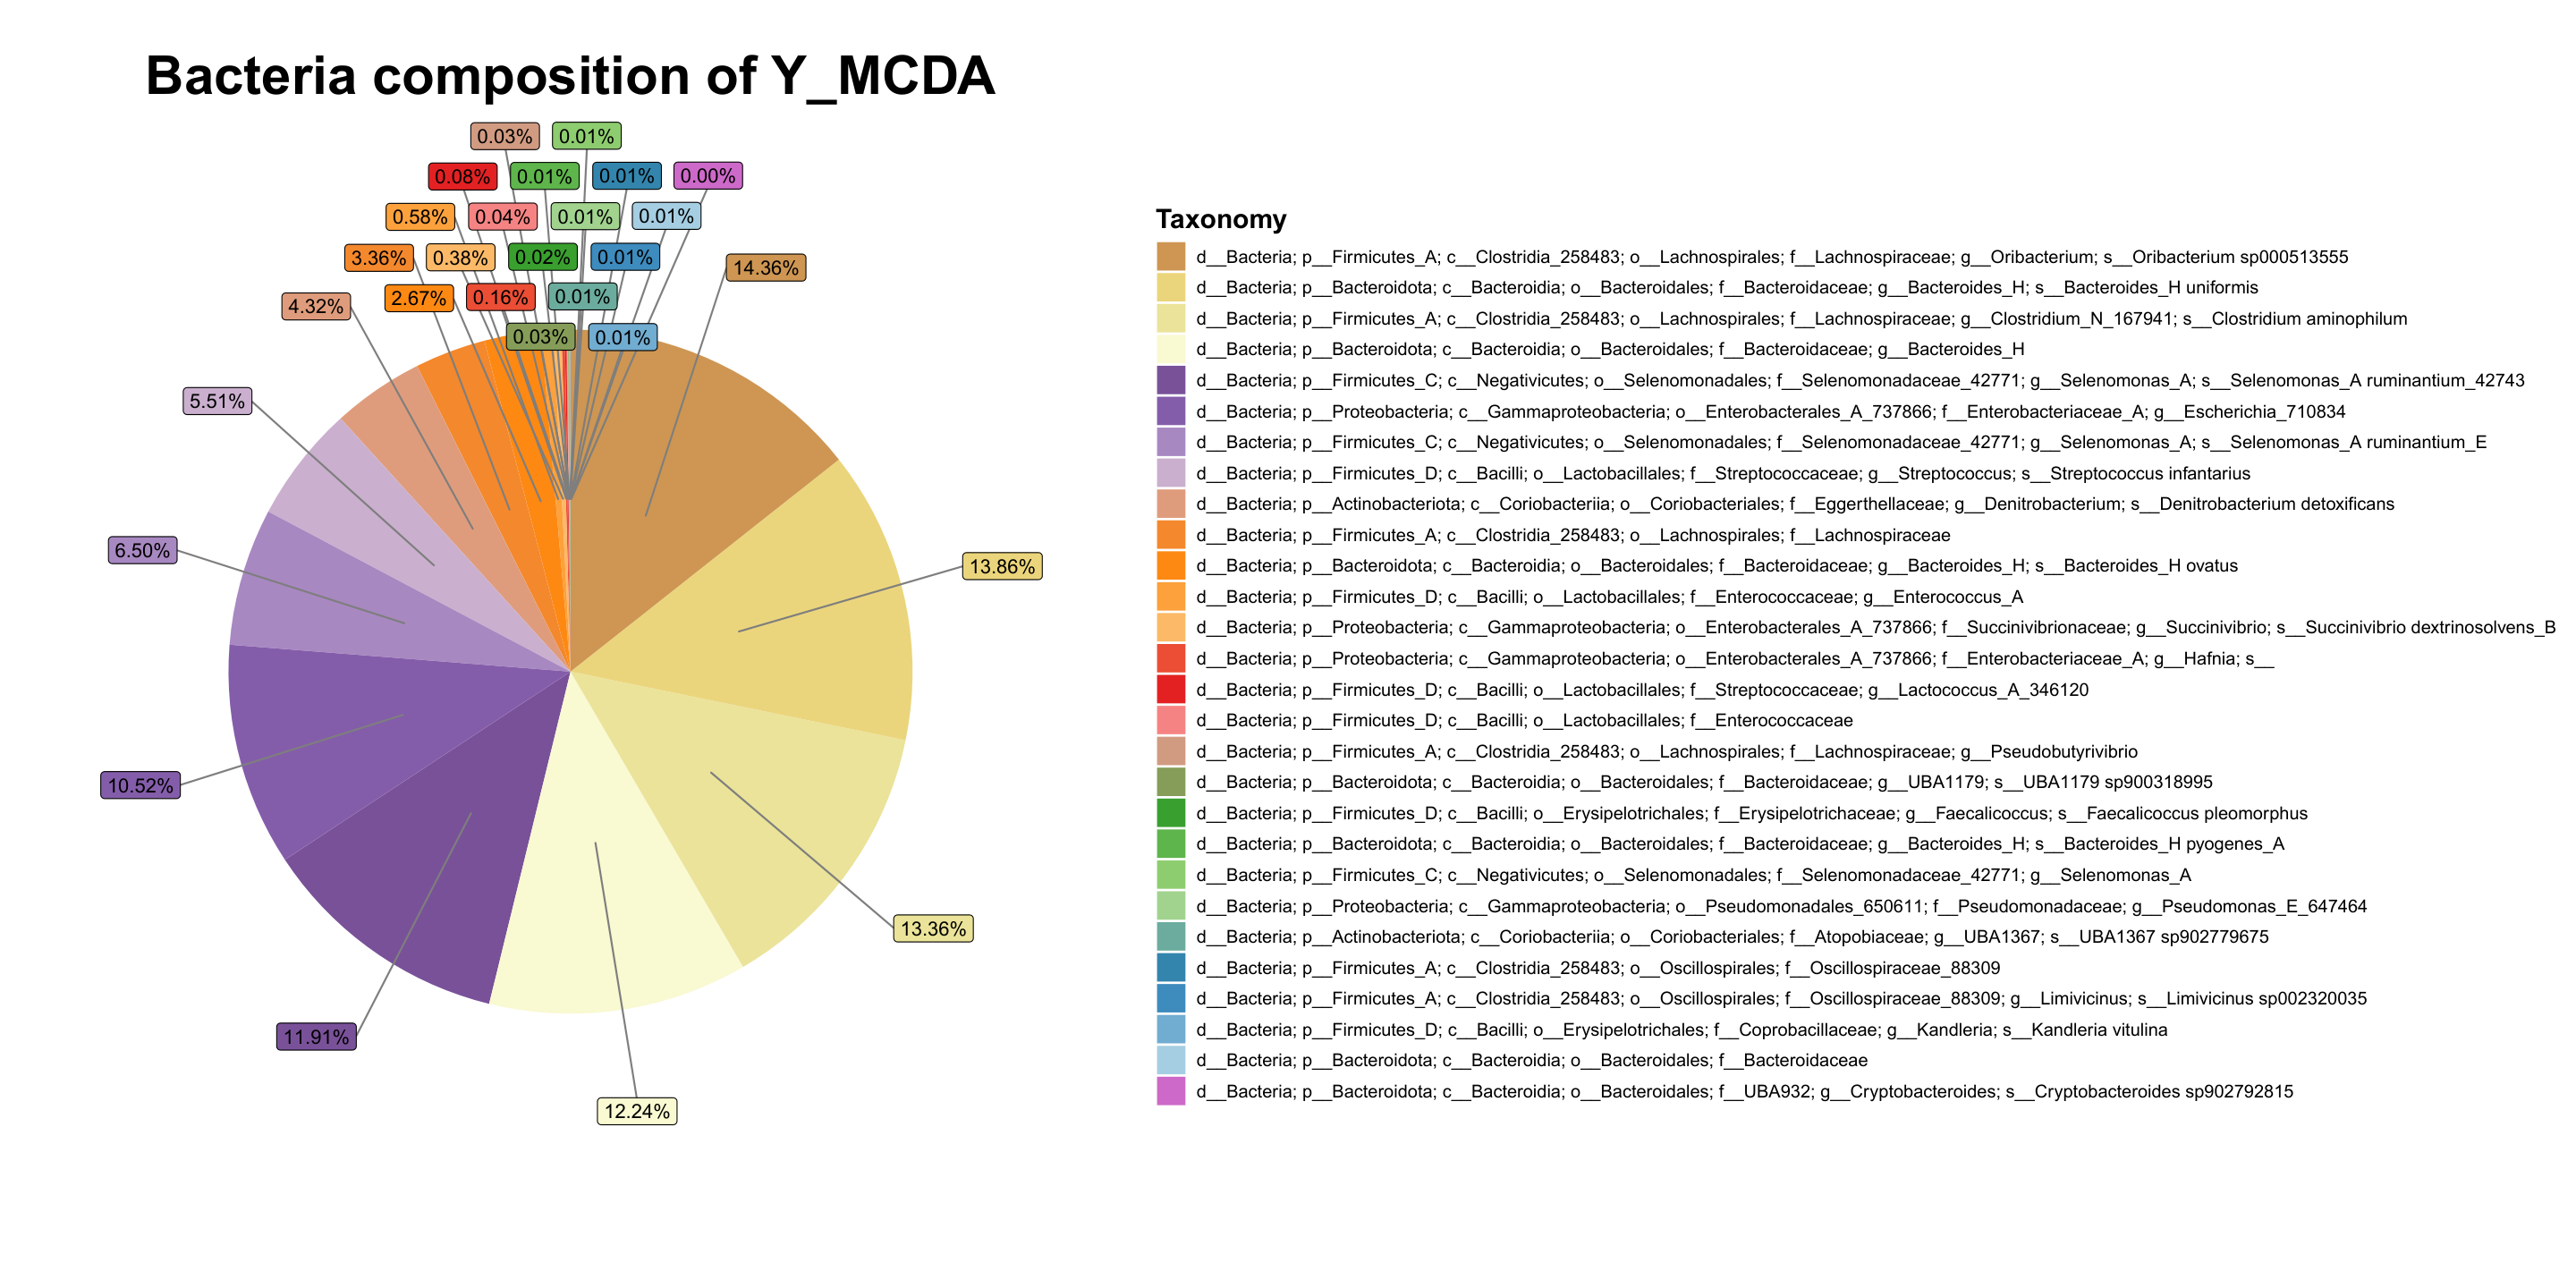 Bacteria composition of Y_MCDA
0.03%
0.01%
0.08%
0.01%
0.01%
0.00%
0.58%
0.04%
0.01%
0.01%
3.36%
0.38%
0.02%
0.01%
14.36%
4.32%
2.67%
0.16%
0.01%
0.03%
0.01%
5.51%
6.50%
13.86%
10.52%
13.36%
11.91%
12.24%
Taxonomy
d__Bacteria; p__Firmicutes_A; c__Clostridia_258483; o__Lachnospirales; f__Lachnospiraceae; g__Oribacterium; s__Oribacterium sp000513555
d__Bacteria; p__Bacteroidota; c__Bacteroidia; o__Bacteroidales; f__Bacteroidaceae; g__Bacteroides_H; s__Bacteroides_H uniformis
d__Bacteria; p__Firmicutes_A; c__Clostridia_258483; o__Lachnospirales; f__Lachnospiraceae; g__Clostridium_N_167941; s__Clostridium aminophilum
d__Bacteria; p__Bacteroidota; c__Bacteroidia; o__Bacteroidales; f__Bacteroidaceae; g__Bacteroides_H
d__Bacteria; p__Firmicutes_C; c__Negativicutes; o__Selenomonadales; f__Selenomonadaceae_42771; g__Selenomonas_A; s__Selenomonas_A ruminantium_42743
d__Bacteria; p__Proteobacteria; c__Gammaproteobacteria; o__Enterobacterales_A_737866; f__Enterobacteriaceae_A; g__Escherichia_710834
d__Bacteria; p__Firmicutes_C; c__Negativicutes; o__Selenomonadales; f__Selenomonadaceae_42771; g__Selenomonas_A; s__Selenomonas_A ruminantium_E
d__Bacteria; p__Firmicutes_D; c__Bacilli; o__Lactobacillales; f__Streptococcaceae; g__Streptococcus; s__Streptococcus infantarius
d__Bacteria; p__Actinobacteriota; c__Coriobacteriia; o__Coriobacteriales; f__Eggerthellaceae; g__Denitrobacterium; s__Denitrobacterium detoxificans
d__Bacteria; p__Firmicutes_A; c__Clostridia_258483; o__Lachnospirales; f__Lachnospiraceae
d__Bacteria; p__Bacteroidota; c__Bacteroidia; o__Bacteroidales; f__Bacteroidaceae; g__Bacteroides_H; s__Bacteroides_H ovatus
d__Bacteria; p__Firmicutes_D; c__Bacilli; o__Lactobacillales; f__Enterococcaceae; g__Enterococcus_A
d__Bacteria; p__Proteobacteria; c__Gammaproteobacteria; o__Enterobacterales_A_737866; f__Succinivibrionaceae; g__Succinivibrio; s__Succinivibrio dextrinosolvens_B
d__Bacteria; p__Proteobacteria; c__Gammaproteobacteria; o__Enterobacterales_A_737866; f__Enterobacteriaceae_A; g__Hafnia; s__
d__Bacteria; p__Firmicutes_D; c__Bacilli; o__Lactobacillales; f__Streptococcaceae; g__Lactococcus_A_346120
d__Bacteria; p__Firmicutes_D; c__Bacilli; o__Lactobacillales; f__Enterococcaceae
d__Bacteria; p__Firmicutes_A; c__Clostridia_258483; o__Lachnospirales; f__Lachnospiraceae; g__Pseudobutyrivibrio
d__Bacteria; p__Bacteroidota; c__Bacteroidia; o__Bacteroidales; f__Bacteroidaceae; g__UBA1179; s__UBA1179 sp900318995
d__Bacteria; p__Firmicutes_D; c__Bacilli; o__Erysipelotrichales; f__Erysipelotrichaceae; g__Faecalicoccus; s__Faecalicoccus pleomorphus
d__Bacteria; p__Bacteroidota; c__Bacteroidia; o__Bacteroidales; f__Bacteroidaceae; g__Bacteroides_H; s__Bacteroides_H pyogenes_A
d__Bacteria; p__Firmicutes_C; c__Negativicutes; o__Selenomonadales; f__Selenomonadaceae_42771; g__Selenomonas_A
d__Bacteria; p__Proteobacteria; c__Gammaproteobacteria; o__Pseudomonadales_650611; f__Pseudomonadaceae; g__Pseudomonas_E_647464
d__Bacteria; p__Actinobacteriota; c__Coriobacteriia; o__Coriobacteriales; f__Atopobiaceae; g__UBA1367; s__UBA1367 sp902779675
d__Bacteria; p__Firmicutes_A; c__Clostridia_258483; o__Oscillospirales; f__Oscillospiraceae_88309
d__Bacteria; p__Firmicutes_A; c__Clostridia_258483; o__Oscillospirales; f__Oscillospiraceae_88309; g__Limivicinus; s__Limivicinus sp002320035
d__Bacteria; p__Firmicutes_D; c__Bacilli; o__Erysipelotrichales; f__Coprobacillaceae; g__Kandleria; s__Kandleria vitulina
d__Bacteria; p__Bacteroidota; c__Bacteroidia; o__Bacteroidales; f__Bacteroidaceae
d__Bacteria; p__Bacteroidota; c__Bacteroidia; o__Bacteroidales; f__UBA932; g__Cryptobacteroides; s__Cryptobacteroides sp902792815